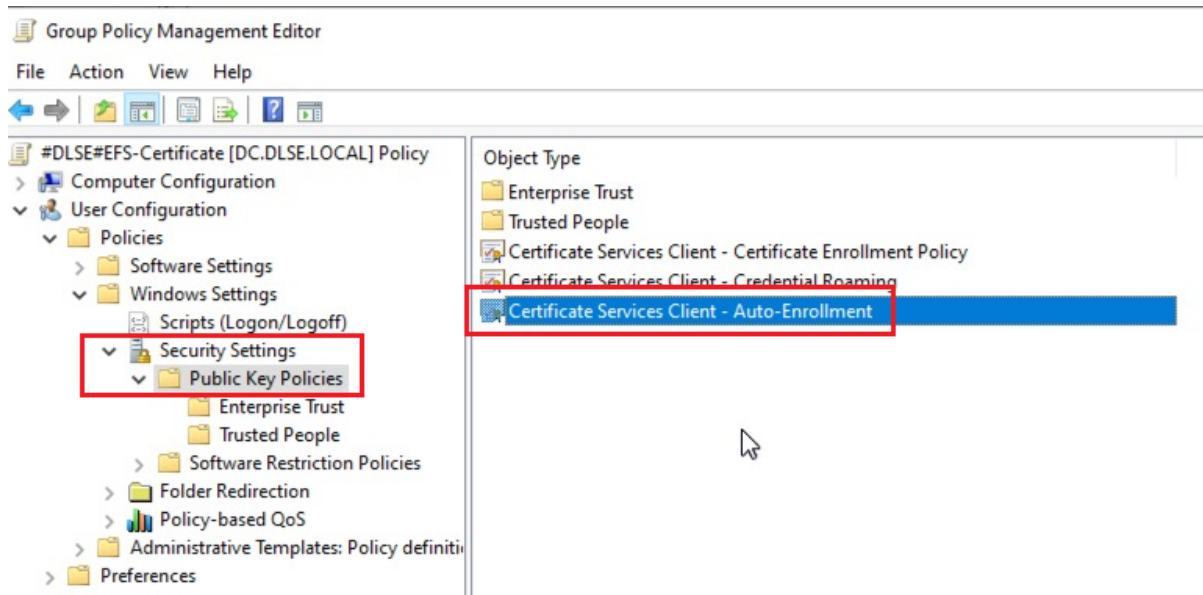 Group Policy Management Editor
File Action View Help
#DLSE#EFS-Certificate [DC.DLSE.LOCAL] Policy
Computer Configuration
User Configuration
Policies
Software Settings
Windows Settings
Scripts (Logon/Logoff)
Security Settings
Public Key Policies
Enterprise Trust
Trusted People
Software Restriction Policies
Folder Redirection
Policy-based QoS
Administrative Templates: Policy definiti
Preferences
Object Type
Enterprise Trust
Trusted People
Certificate Services Client - Certificate Enrollment Policy
Certificate Services Client - Credential Roaming
Certificate Services Client - Auto-Enrollment